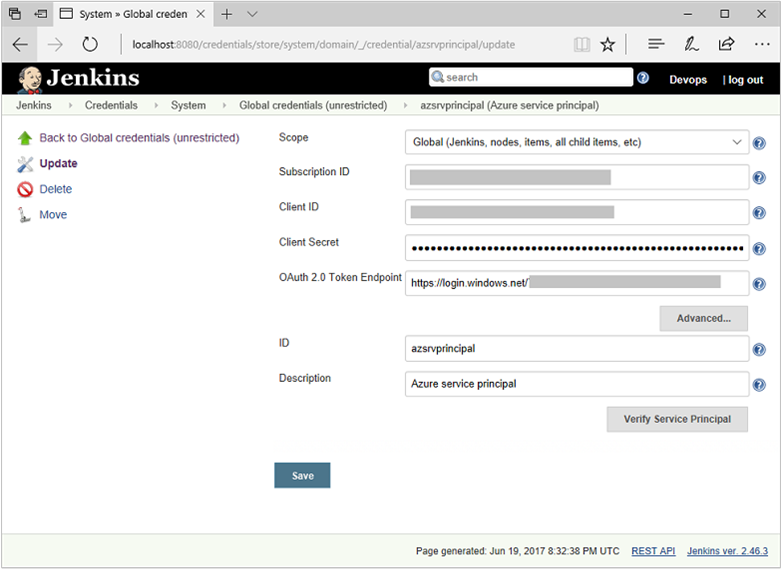 System » Global creden
localhost:8080/credentials/store/system/domain/_/credential/azsrvprincipal/update
Jenkins
search
Devops
| log out
Jenkins
Credentials
System
Global credentials (unrestricted)
azsrvprincipal (Azure service principal)
Back to Global credentials (unrestricted)
Update
Delete
Move
Scope
Global (Jenkins, nodes, items, all child items, etc)
Subscription ID
Client ID
Client Secret
OAuth 2.0 Token Endpoint
https://login.windows.net/
Advanced...
ID
azsrvprincipal
Description
Azure service principal
Verify Service Principal
Save
Page generated: Jun 19, 2017 8:32:38 PM UTC
REST API
Jenkins ver. 2.46.3